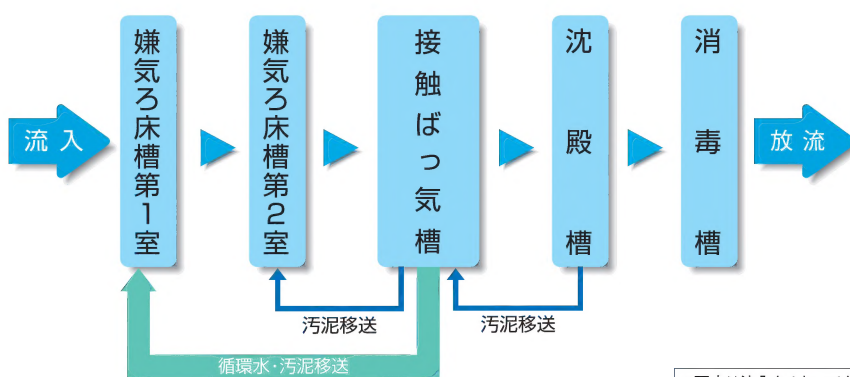 流入
嫌気ろ床槽第1室
嫌気ろ床槽第2室
接触ばっ気槽
沈殿槽
消毒槽
放流
汚泥移送
汚泥移送
循環水・汚泥移送